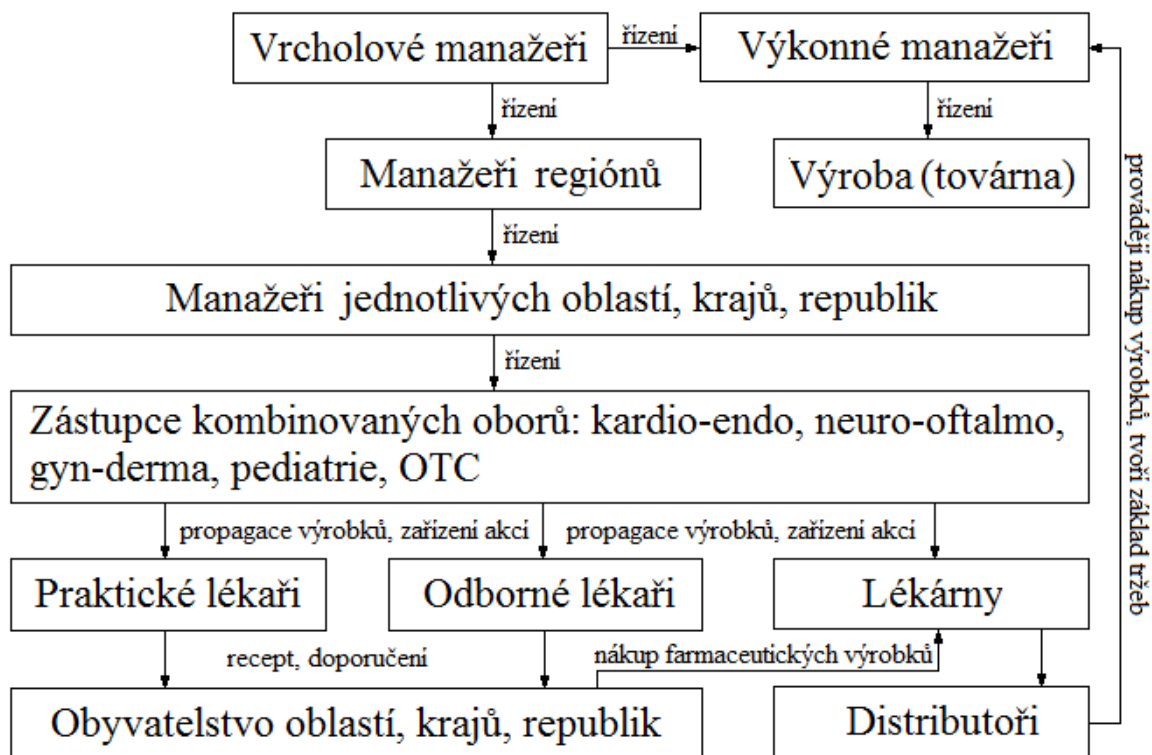 Vrcholové manažeři
řízení
Výkonné manažeři
řízení
řízení
Manažeři regiónů
Výroba (továrna)
řízení
Manažeři jednotlivých oblastí, krajů, republik
řízení
Zástupce kombinovaných oborů: kardio-endo, neuro-oftalmo,
gyn-derma, pediatrie, OTC
propagace výrobků, zařízení akcí
propagace výrobků, zařízení akcí
Praktické lékaři
Odborné lékaři
Lékárny
recept, doporučení
nákup farmaceutických výrobků
Obyvatelstvo oblastí, krajů, republik
Distributoři
prováději nákup výrobků, tvoří základ tržeb